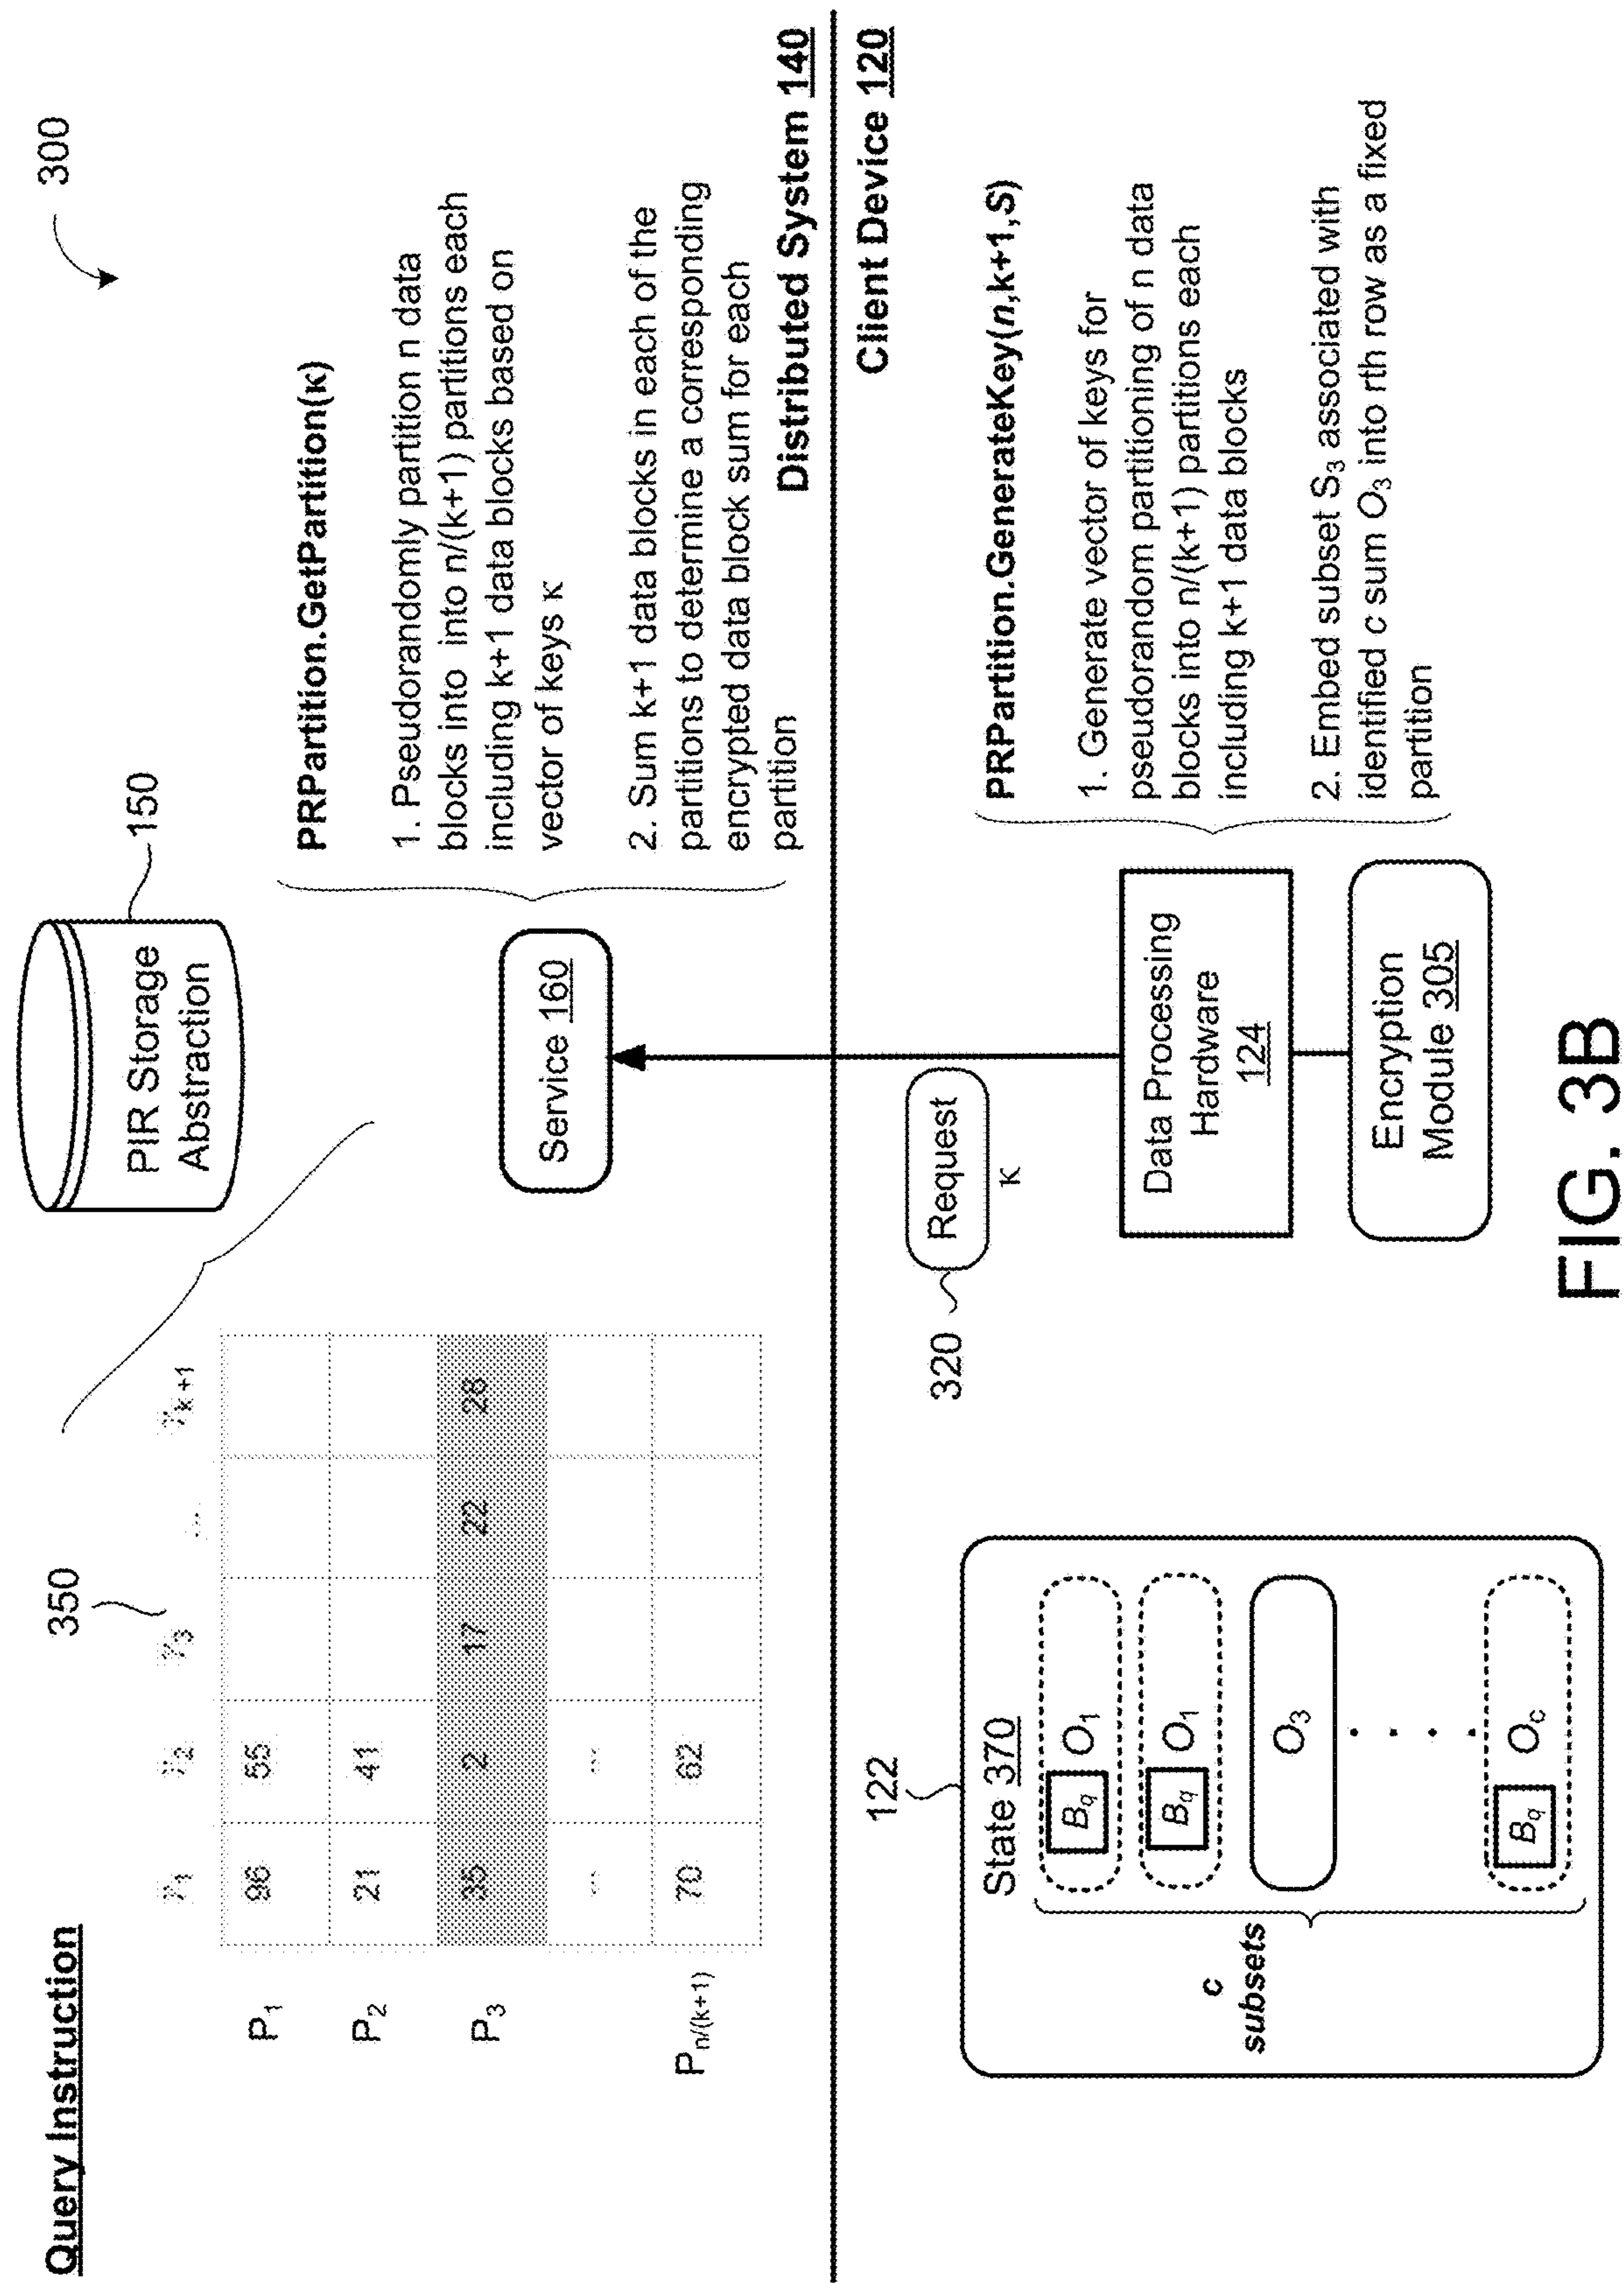 Query Instruction
300
350
γ1 γ2 γ3 ... γk+1
P1 96 55
P2 21 41
P3 35 2 17 22 28
... ...
Pn/(k+1) 70 62
PIR Storage
Abstraction
150
Service 160
PRPartition.GetPartition(κ)
1. Pseudorandomly partition n data
blocks into into n/(k+1) partitions each
including k+1 data blocks based on
vector of keys κ
2. Sum k+1 data blocks in each of the
partitions to determine a corresponding
encrypted data block sum for each
partition
Distributed System 140
Client Device 120
122
State 370
Bq O1
Bq O1
O3
. . . .
Bq Oc
c
subsets
320
Request
κ
Data Processing
Hardware
124
Encryption
Module 305
PRPartition.GenerateKey(n,k+1,S)
1. Generate vector of keys for
pseudorandom partitioning of n data
blocks into n/(k+1) partitions each
including k+1 data blocks
2. Embed subset S3 associated with
identified c sum O3 into rth row as a fixed
partition
FIG. 3B